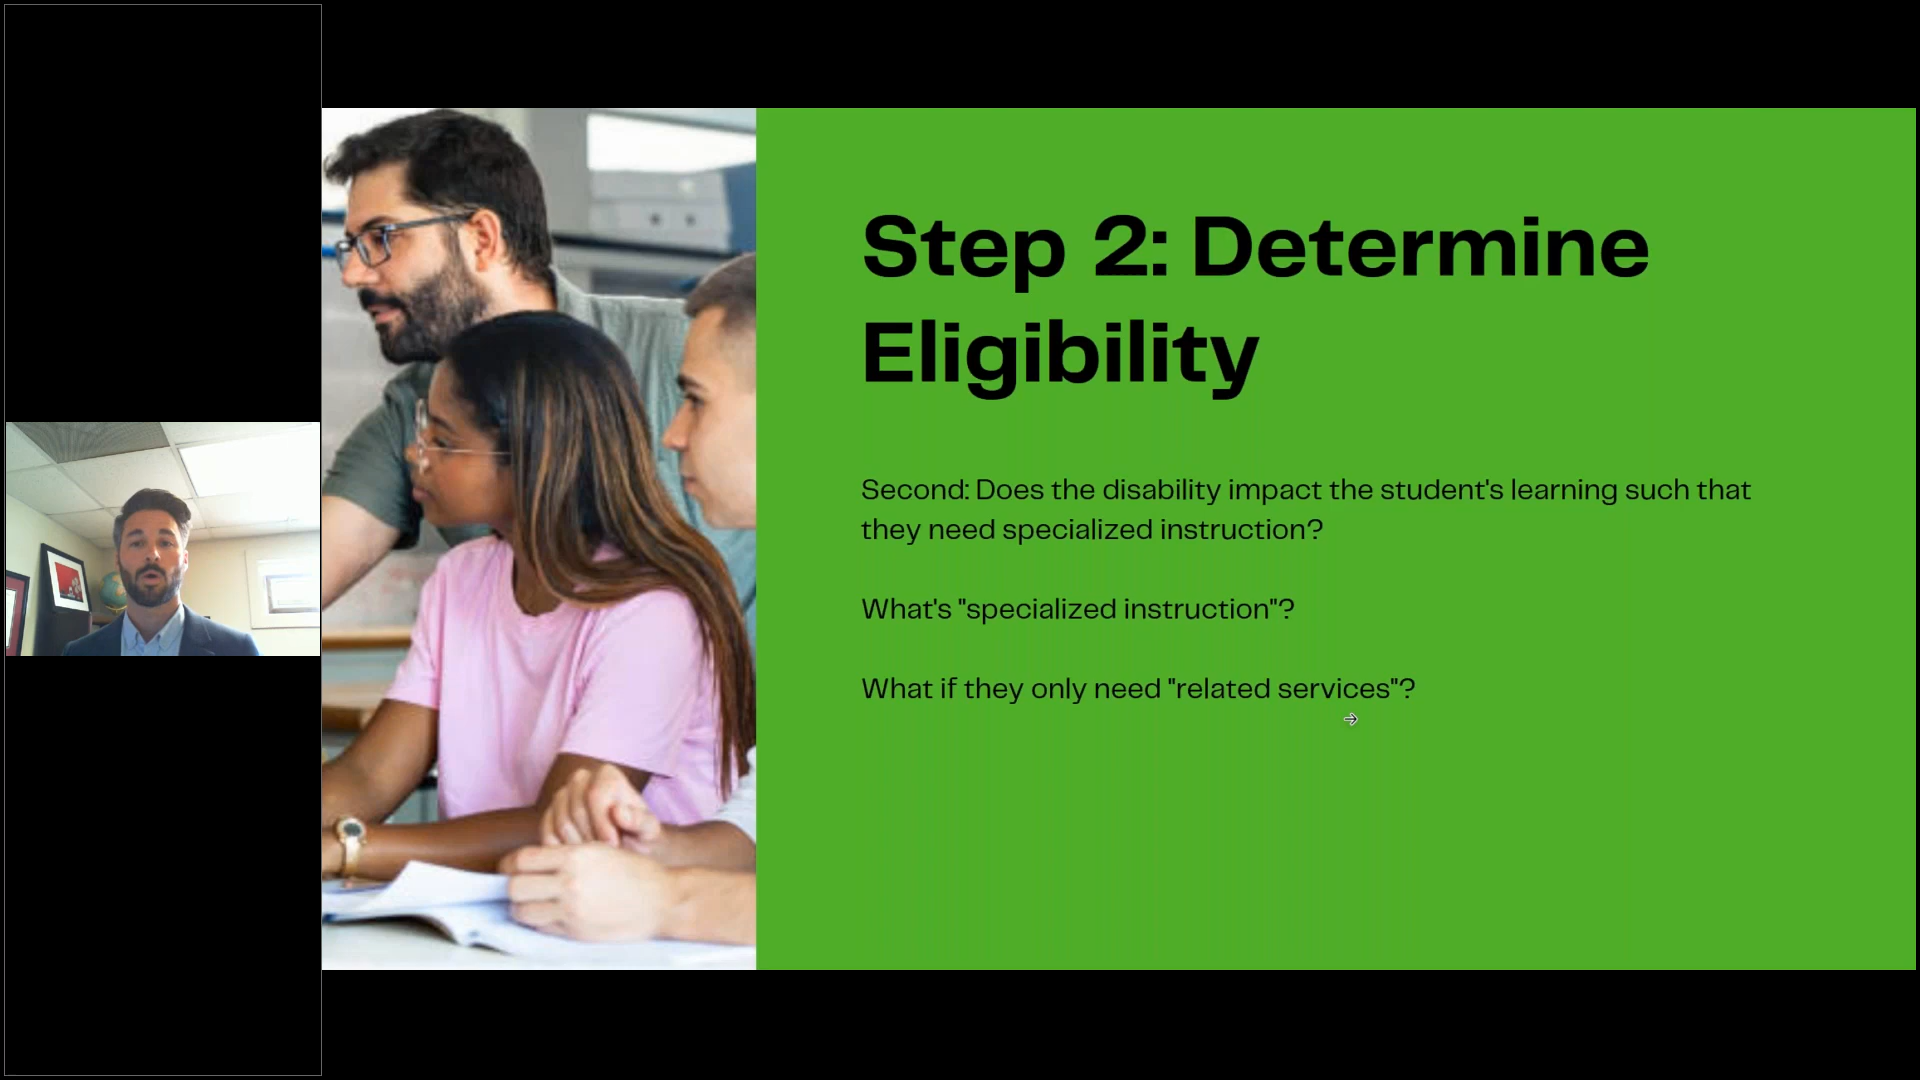 Step 2: Determine
Eligibility
Second: Does the disability impact the student's learning such that
they need specialized instruction?
What's "specialized instruction"?
What if they only need "related services"?